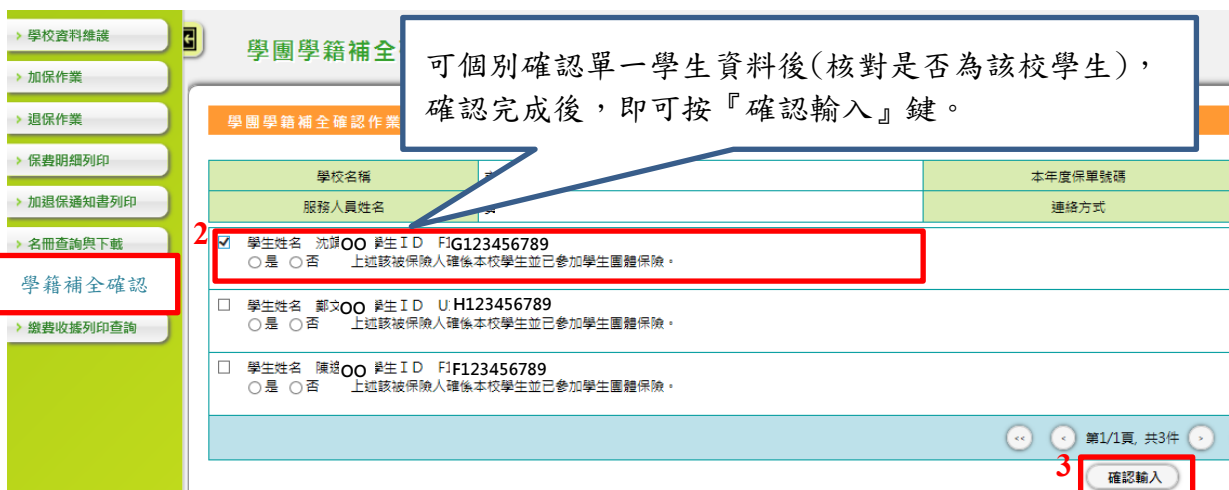 學校資料維護
加保作業
退保作業
保費明細列印
加退保通知書列印
名冊查詢與下載
學籍補全確認
繳費收據列印查詢
學團學籍補全
可個別確認單一學生資料後(核對是否為該校學生),
確認完成後,即可按『確認輸入』鍵。
學團學籍補全確認作業
學校名稱
本年度保單號碼
服務人員姓名
連絡方式
2
學生姓名 沈OO 學生ID F1G123456789
○是 ○否 上述該被保險人確係本校學生並已參加學生團體保險。
學生姓名 鄭文OO 學生ID U H123456789
○是 ○否 上述該被保險人確係本校學生並已參加學生團體保險。
學生姓名 陳OO 學生ID F1F123456789
○是 ○否 上述該被保險人確係本校學生並已參加學生團體保險。
<< < 第1/1頁, 共3件 >
3
確認輸入